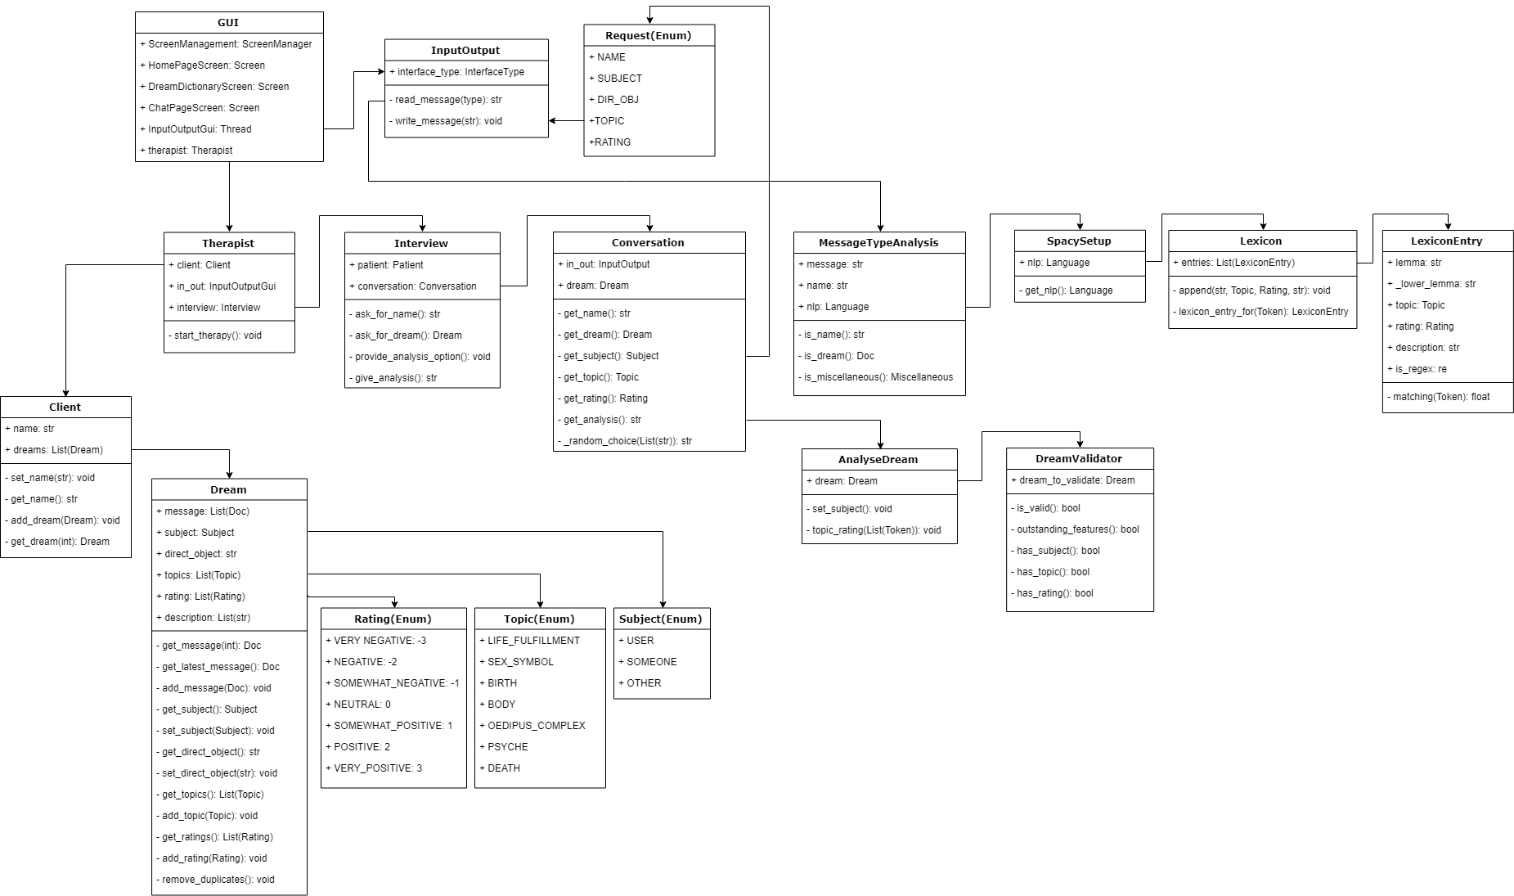 GUI
+ ScreenManagement: ScreenManager
+ HomePageScreen: Screen
+ DreamDictionaryScreen: Screen
+ ChatPageScreen: Screen
+ InputOutputGui: Thread
+ therapist: Therapist
InputOutput
+ interface_type: InterfaceType
- read_message(type): str
- write_message(str): void
Request(Enum)
+ NAME
+ SUBJECT
+ DIR_OBJ
+TOPIC
+RATING
Therapist
+ client: Client
+ in_out: InputOutputGui
+ interview: Interview
- start_therapy(): void
Interview
+ patient: Patient
+ conversation: Conversation
- ask_for_name(): str
- ask_for_dream(): Dream
- provide_analysis_option(): void
- give_analysis(): str
Conversation
+ in_out: InputOutput
+ dream: Dream
- get_name(): str
- get_dream(): Dream
- get_subject(): Subject
- get_topic(): Topic
- get_rating(): Rating
- get_analysis(): str
- _random_choice(List(str)): str
MessageTypeAnalysis
+ message: str
+ name: str
+ nlp: Language
- is_name(): str
- is_dream(): Doc
- is_miscellaneous(): Miscellaneous
SpacySetup
+ nlp: Language
- get_nlp(): Language
Lexicon
+ entries: List(LexiconEntry)
- append(str, Topic, Rating, str): void
- lexicon_entry_for(Token): LexiconEntry
LexiconEntry
+ lemma: str
+ _lower_lemma: str
+ topic: Topic
+ rating: Rating
+ description: str
+ is_regex: re
- matching(Token): float
Client
+ name: str
+ dreams: List(Dream)
- set_name(str): void
- get_name(): str
- add_dream(Dream): void
- get_dream(int): Dream
Dream
+ message: List(Doc)
+ subject: Subject
+ direct_object: str
+ topics: List(Topic)
+ rating: List(Rating)
+ description: List(str)
- get_message(int): Doc
- get_latest_message(): Doc
- add_message(Doc): void
- get_subject(): Subject
- set_subject(Subject): void
- get_direct_object(): str
- set_direct_object(str): void
- get_topics(): List(Topic)
- add_topic(Topic): void
- get_ratings(): List(Rating)
- add_rating(Rating): void
- remove_duplicates(): void
AnalyseDream
+ dream: Dream
- set_subject(): void
- topic_rating(List(Token)): void
DreamValidator
+ dream_to_validate: Dream
- is_valid(): bool
- outstanding_features(): bool
- has_subject(): bool
- has_topic(): bool
- has_rating(): bool
Rating(Enum)
+ VERY NEGATIVE: -3
+ NEGATIVE: -2
+ SOMEWHAT_NEGATIVE: -1
+ NEUTRAL: 0
+ SOMEWHAT_POSITIVE: 1
+ POSITIVE: 2
+ VERY_POSITIVE: 3
Topic(Enum)
+ LIFE_FULFILLMENT
+ SEX_SYMBOL
+ BIRTH
+ BODY
+ OEDIPUS_COMPLEX
+ PSYCHE
+ DEATH
Subject(Enum)
+ USER
+ SOMEONE
+ OTHER